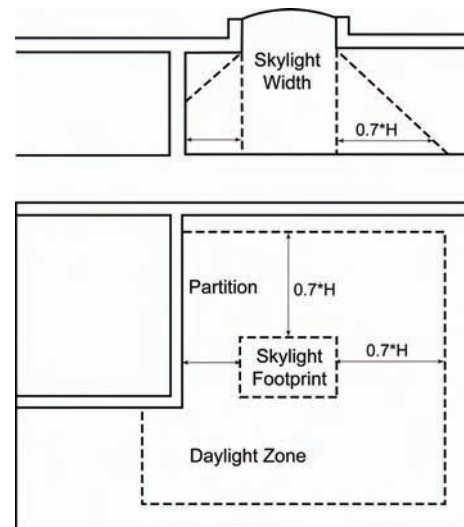 Skylight
Width
0.7*H
Partition
0.7*H
Skylight
Footprint
0.7*H
Daylight Zone